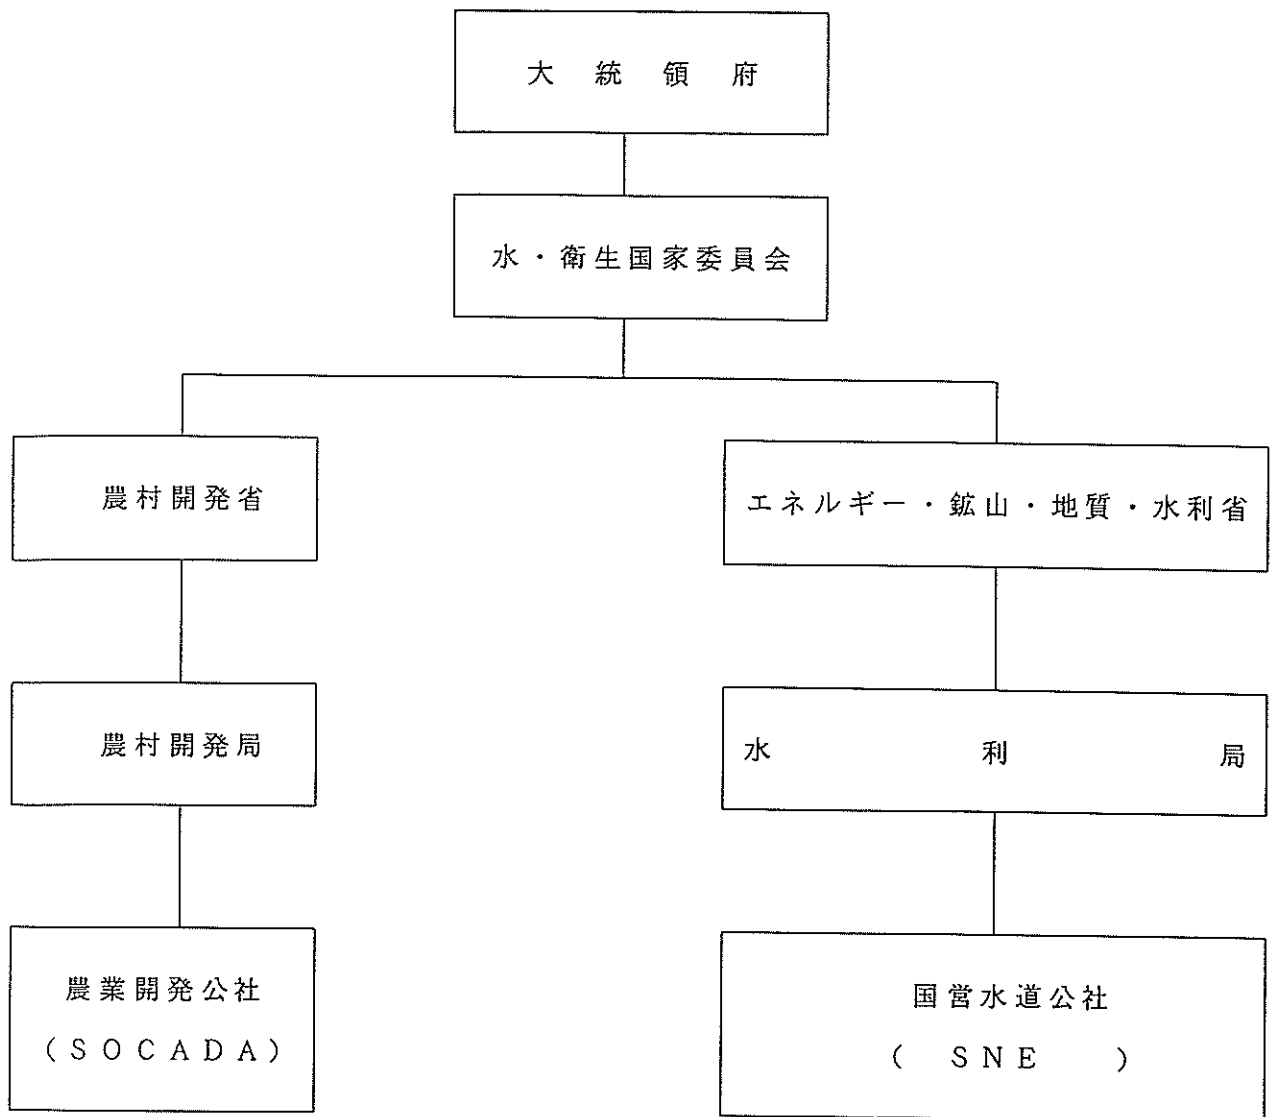 大統領府
水・衛生国家委員会
農村開発省
エネルギー・鉱山・地質・水利省
農村開発局
水利局
農業開発公社
(SOCADA)
国営水道公社
( SNE )